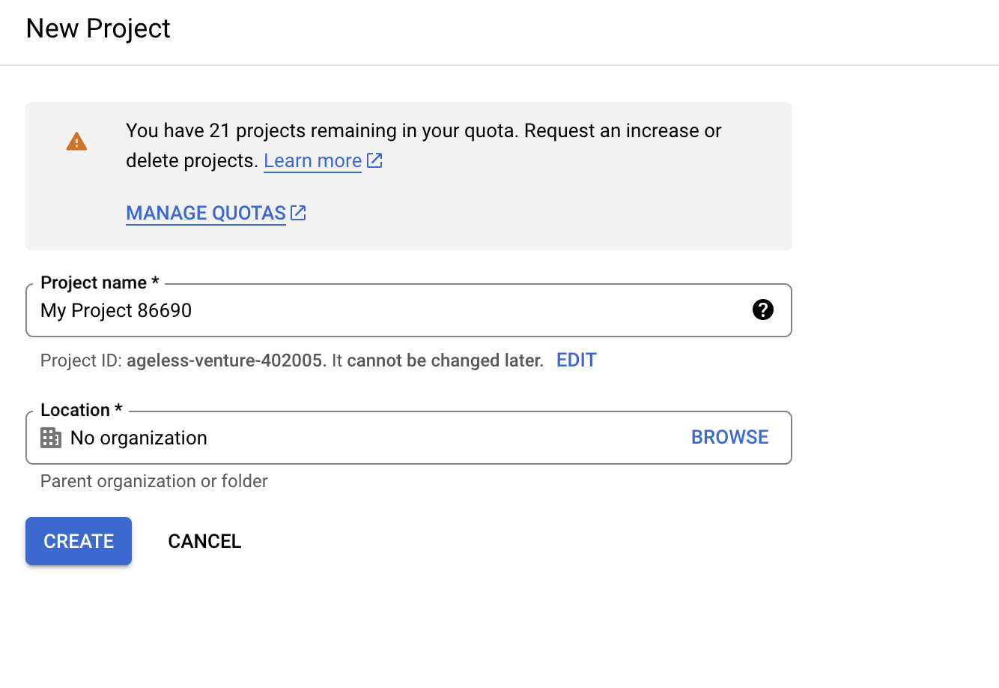 New Project
You have 21 projects remaining in your quota. Request an increase or
delete projects. Learn more
MANAGE QUOTAS
Project name *
My Project 86690
Project ID: ageless-venture-402005. It cannot be changed later. EDIT
Location *
No organization BROWSE
Parent organization or folder
CREATE CANCEL